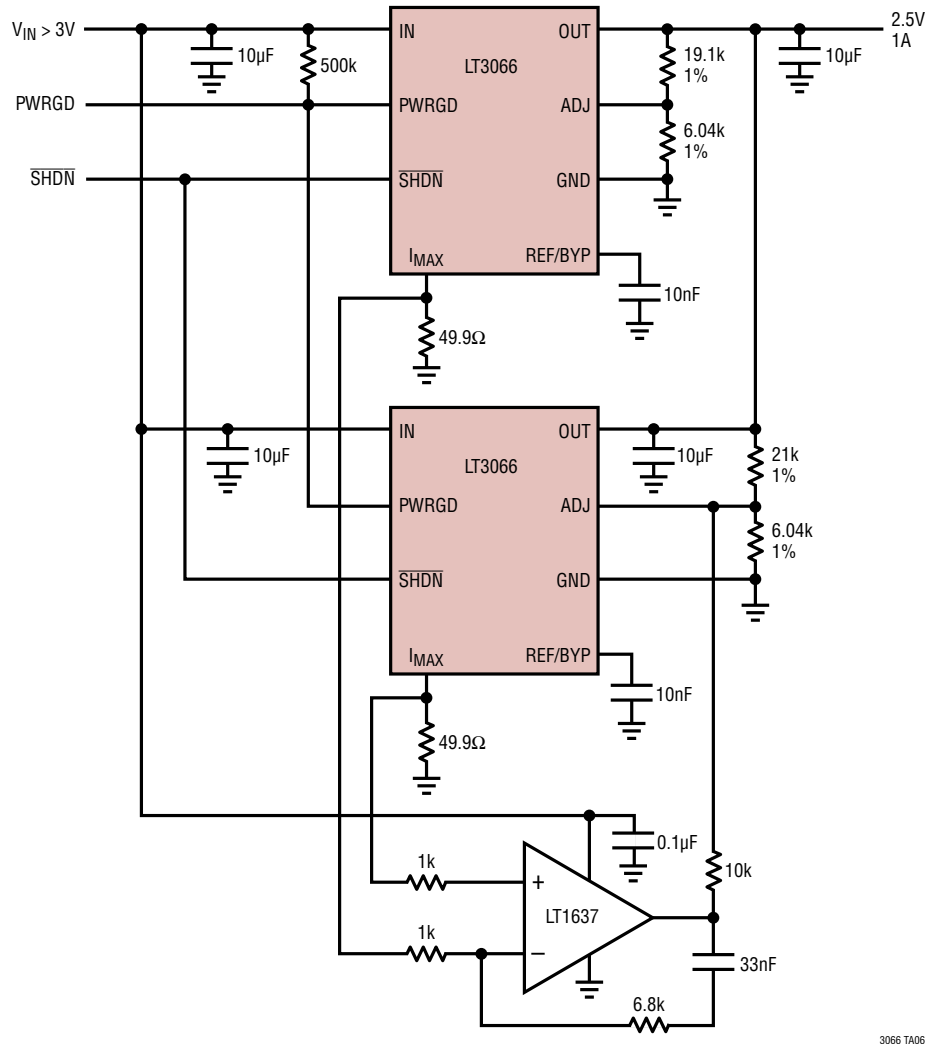 VIN > 3V
10µF
500k
IN
OUT
LT3066
19.1k
1%
10µF
2.5V
1A
PWRGD
PWRGD
ADJ
6.04k
1%
SHDN
SHDN
GND
IMAX
REF/BYP
10nF
49.9Ω
IN
OUT
10µF
LT3066
10µF
21k
1%
PWRGD
ADJ
6.04k
1%
SHDN
GND
IMAX
REF/BYP
10nF
49.9Ω
0.1µF
1k
+
10k
LT1637
1k
–
33nF
6.8k
3066 TA06